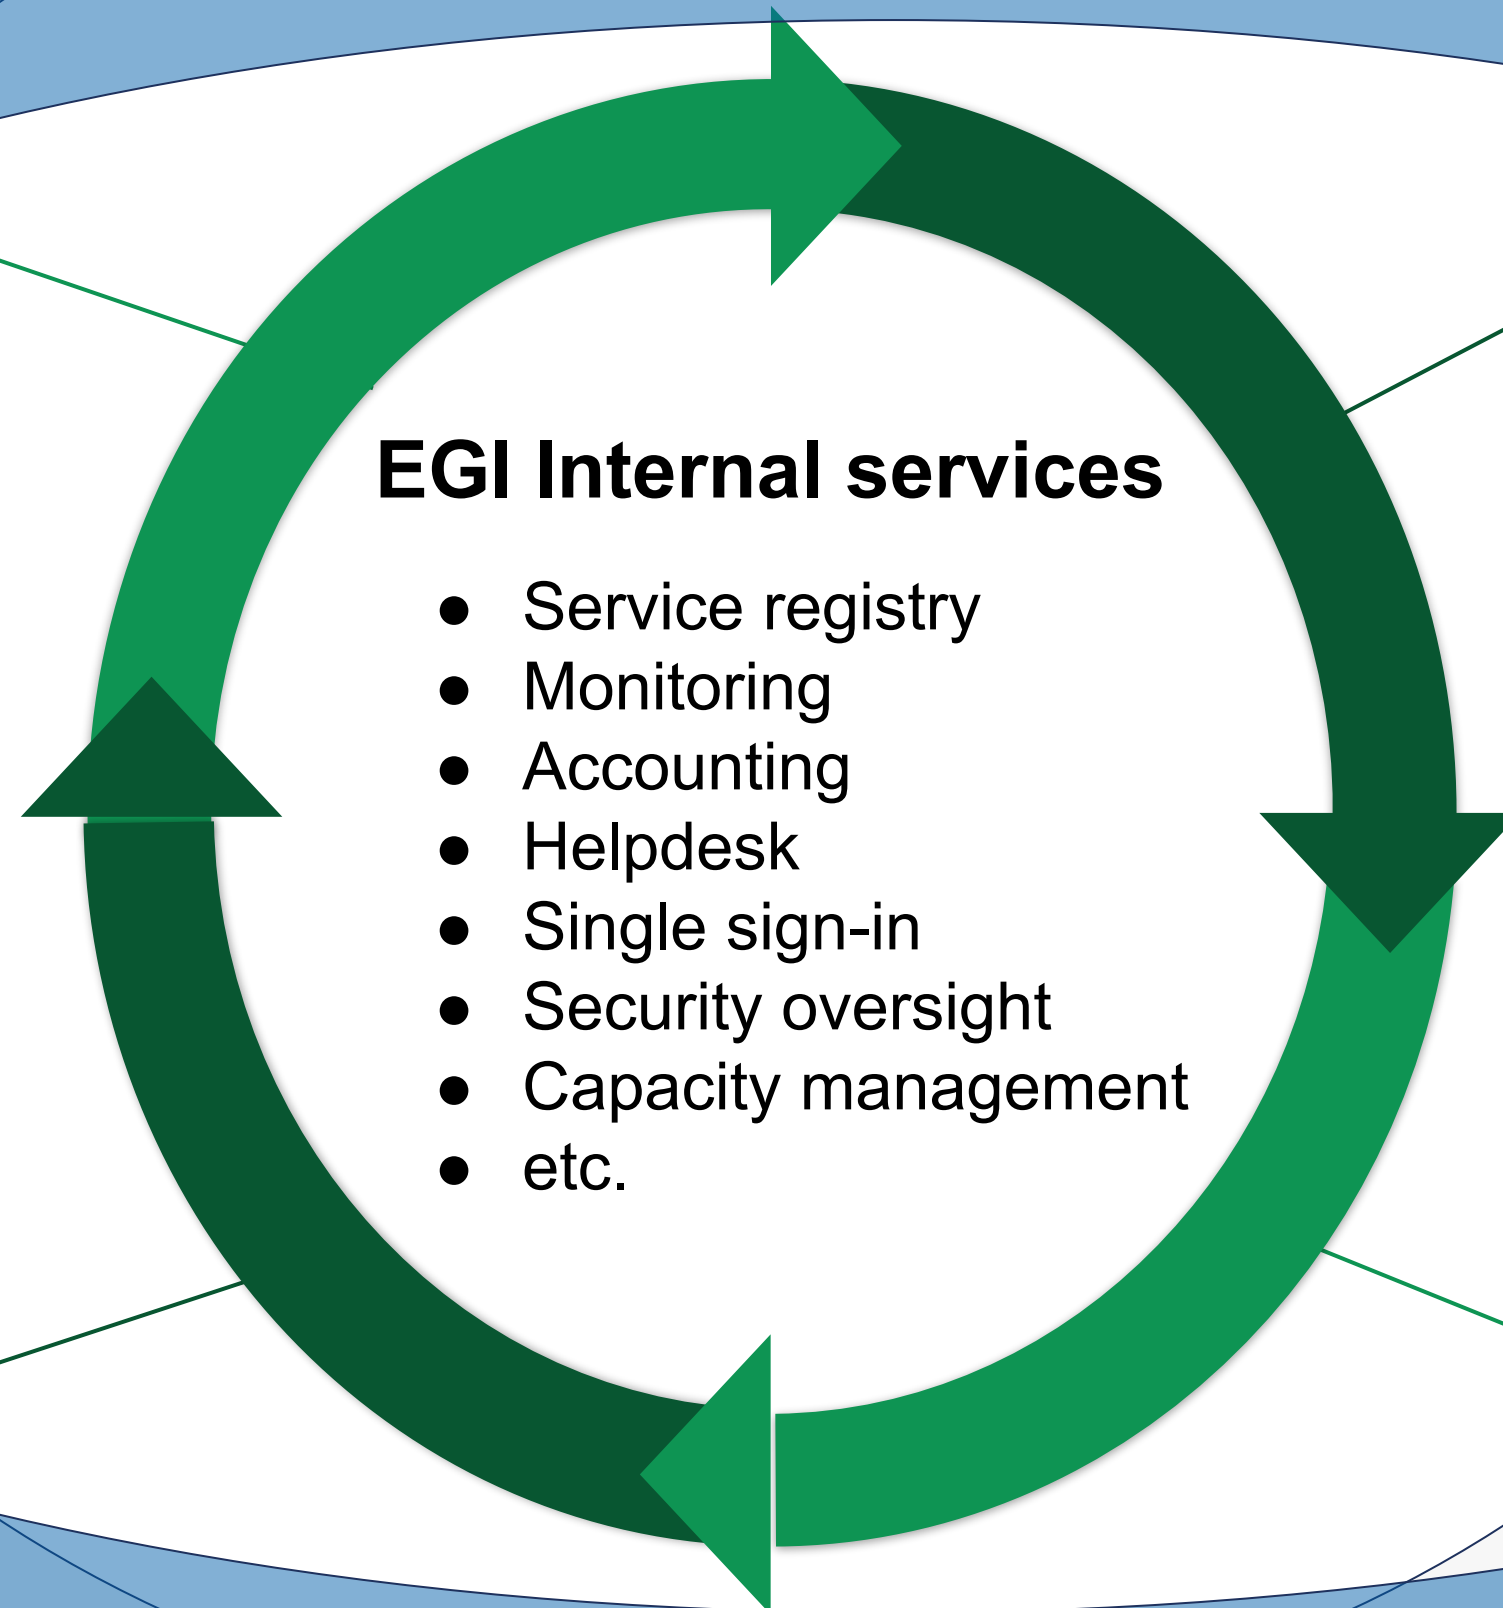 EGI Internal services
● Service registry
● Monitoring
● Accounting
● Helpdesk
● Single sign-in
● Security oversight
● Capacity management
● etc.